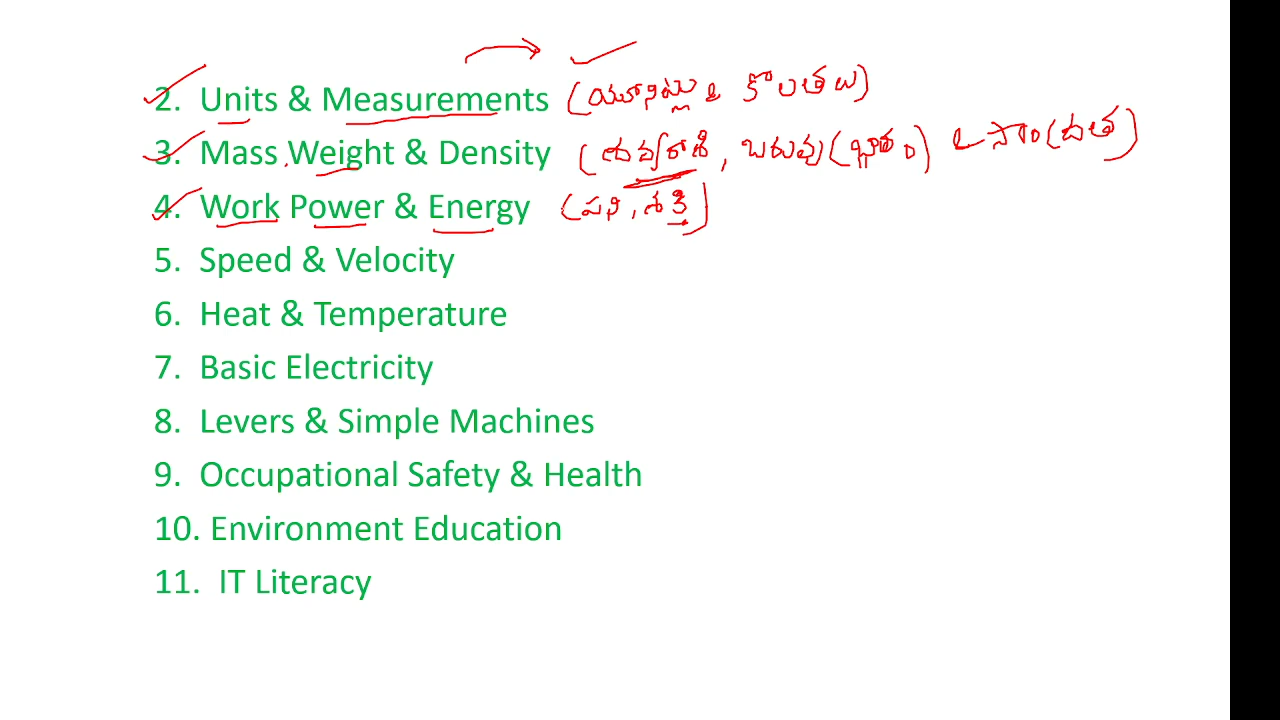 2. Units & Measurements (యూనిట్లు & కొలతలు)
3. Mass Weight & Density (ద్రవ్యరాశి, బరువు(భారం) & సాంద్రత)
4. Work Power & Energy (పని, శక్తి)
5. Speed & Velocity
6. Heat & Temperature
7. Basic Electricity
8. Levers & Simple Machines
9. Occupational Safety & Health
10. Environment Education
11. IT Literacy